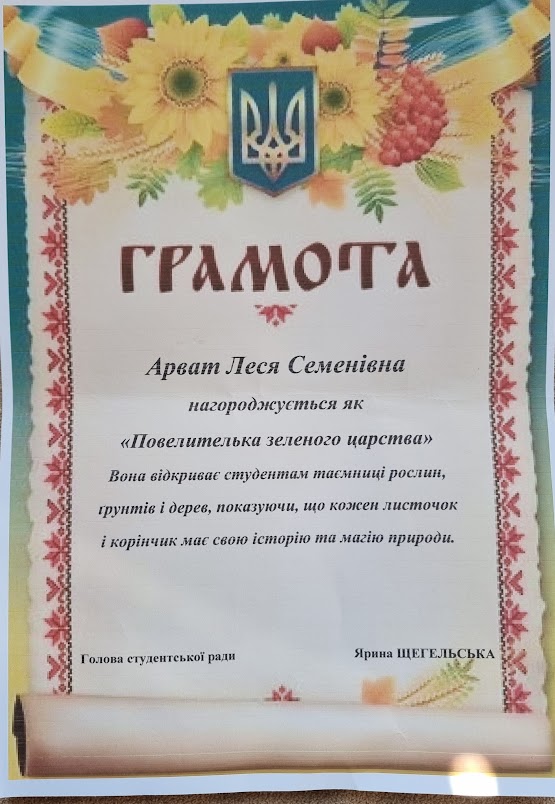 ГРАМОТА
Арват Леся Семенівна
нагороджується як
«Повелителька зеленого царства»
Вона відкриває студентам таємниці рослин,
ґрунтів і дерев, показуючи, що кожен листочок
і корінчик має свою історію та магію природи.
Голова студентської ради Ярина ЩЕГЕЛЬСЬКА